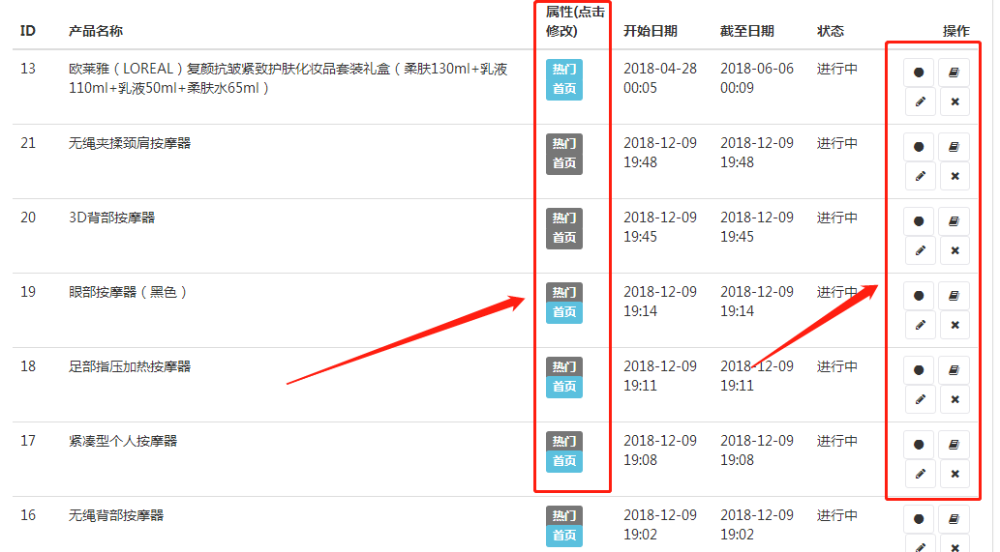 属性(点击
ID 产品名称 修改) 开始日期 截至日期 状态 操作
13 欧莱雅（LOREAL）复颜抗皱紧致护肤化妆品套装礼盒（柔肤130ml+乳液 热门 2018-04-28 2018-06-06 进行中
110ml+乳液50ml+柔肤水65ml） 首页 00:05 00:09
21 无绳夹揉颈肩按摩器 热门 2018-12-09 2018-12-09 进行中
首页 19:48 19:48
20 3D背部按摩器 热门 2018-12-09 2018-12-09 进行中
首页 19:45 19:45
19 眼部按摩器（黑色） 热门 2018-12-09 2018-12-09 进行中
首页 19:14 19:14
18 足部指压加热按摩器 热门 2018-12-09 2018-12-09 进行中
首页 19:11 19:11
17 紧凑型个人按摩器 热门 2018-12-09 2018-12-09 进行中
首页 19:08 19:08
16 无绳背部按摩器 热门 2018-12-09 2018-12-09 进行中
首页 19:02 19:02